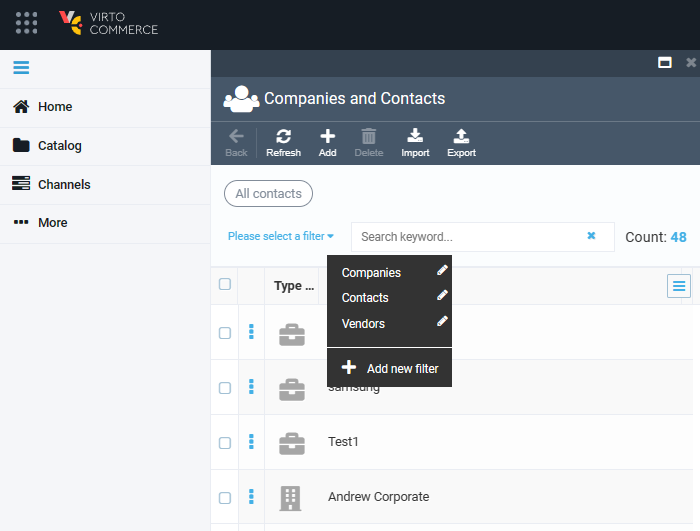 VIRTO
COMMERCE
Home
Catalog
Channels
More
Companies and Contacts
Back Refresh Add Delete Import Export
All contacts
Please select a filter Search keyword... Count: 48
Companies
Contacts
Vendors
Add new filter
Type ...
samsung
Test1
Andrew Corporate